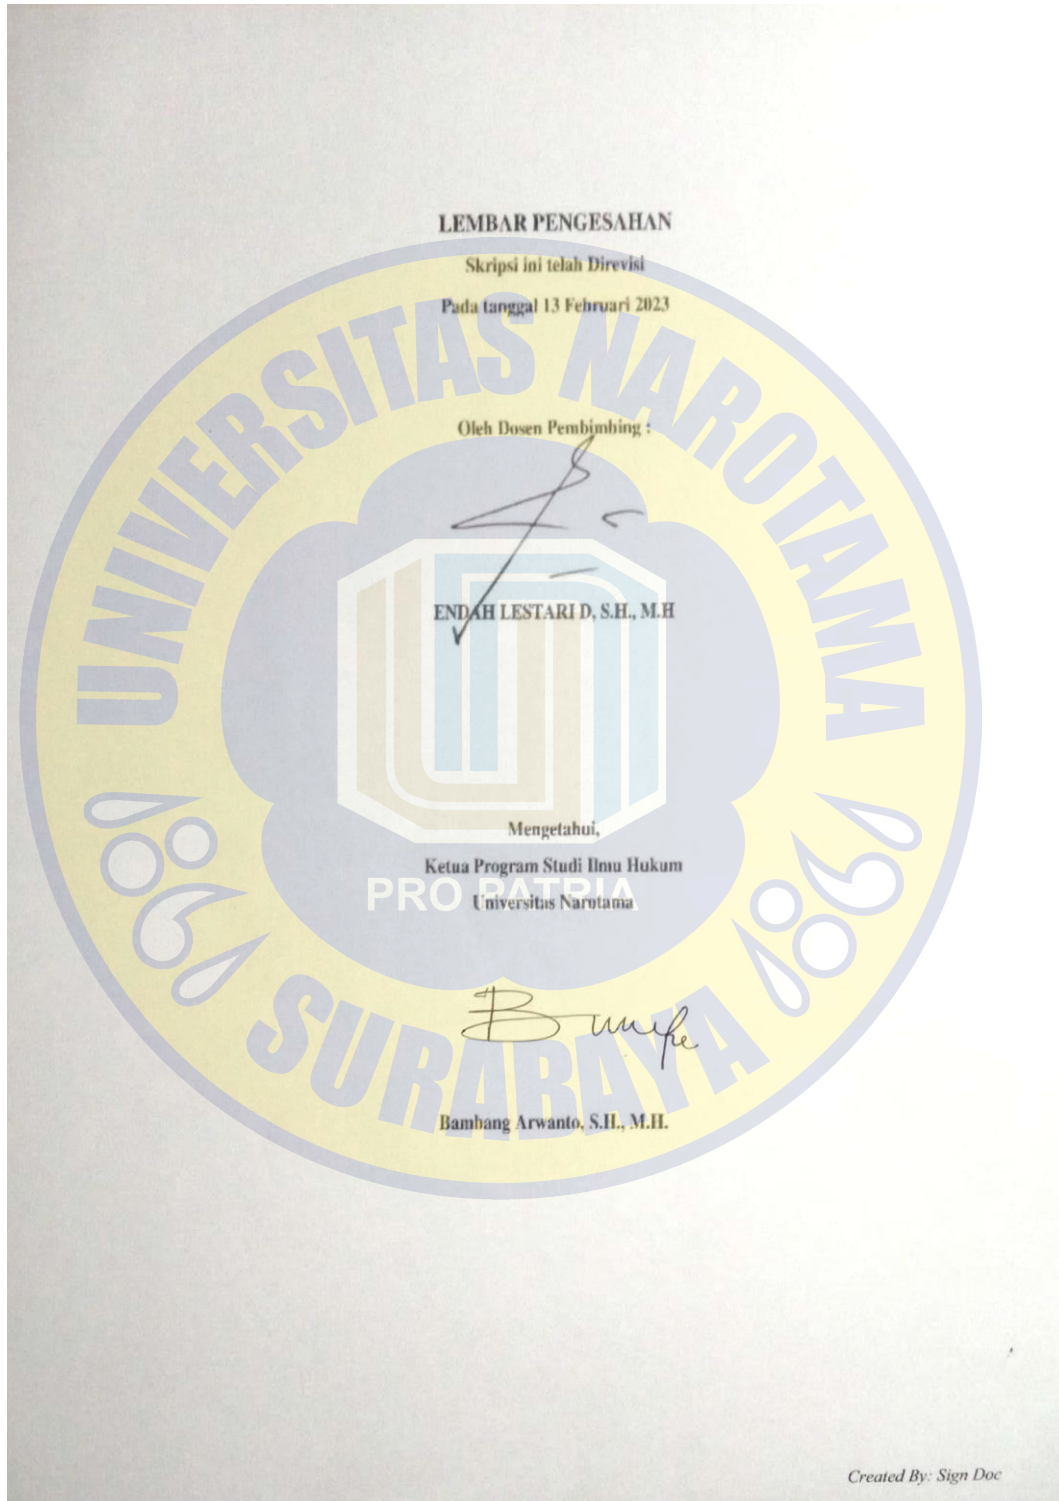 LEMBAR PENGESAHAN
Skripsi ini telah Direvisi
Pada tanggal 13 Februari 2023
UNIVERSITAS NAROTAMA
Oleh Dosen Pembimbing :
ENDAH LESTARI D, S.H., M.H
Mengetahui,
Ketua Program Studi Ilmu Hukum
PRO PATRIA
Universitas Narotama
SURABAYA
Bambang Arwanto, S.H., M.H.
Created By: Sign Doc